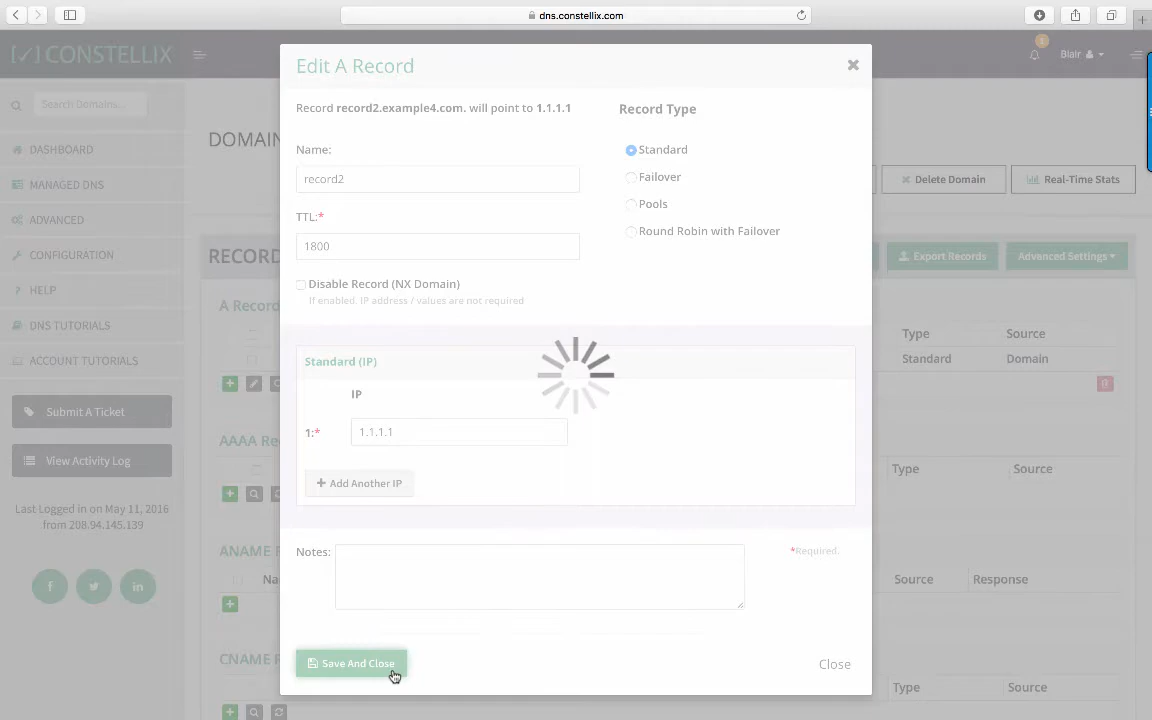 dns.constellix.com
[✓] CONSTELLIX
1
Blair
Search Domains...
DASHBOARD
MANAGED DNS
ADVANCED
CONFIGURATION
HELP
DNS TUTORIALS
ACCOUNT TUTORIALS
Submit A Ticket
View Activity Log
Last Logged in on May 11, 2016
from 208.94.145.139
DOMAIN
Delete Domain
Real-Time Stats
RECORD
Export Records
Advanced Settings
A Record
Type Source
Standard Domain
AAAA Re
Type Source
ANAME
Na
Source Response
CNAME
Type Source
Edit A Record
Record record2.example4.com. will point to 1.1.1.1
Name:
record2
TTL:*
1800
Disable Record (NX Domain)
If enabled, IP address / values are not required
Record Type
Standard
Failover
Pools
Round Robin with Failover
Standard (IP)
IP
1:* 1.1.1.1
+ Add Another IP
Notes:
*Required.
Save And Close
Close